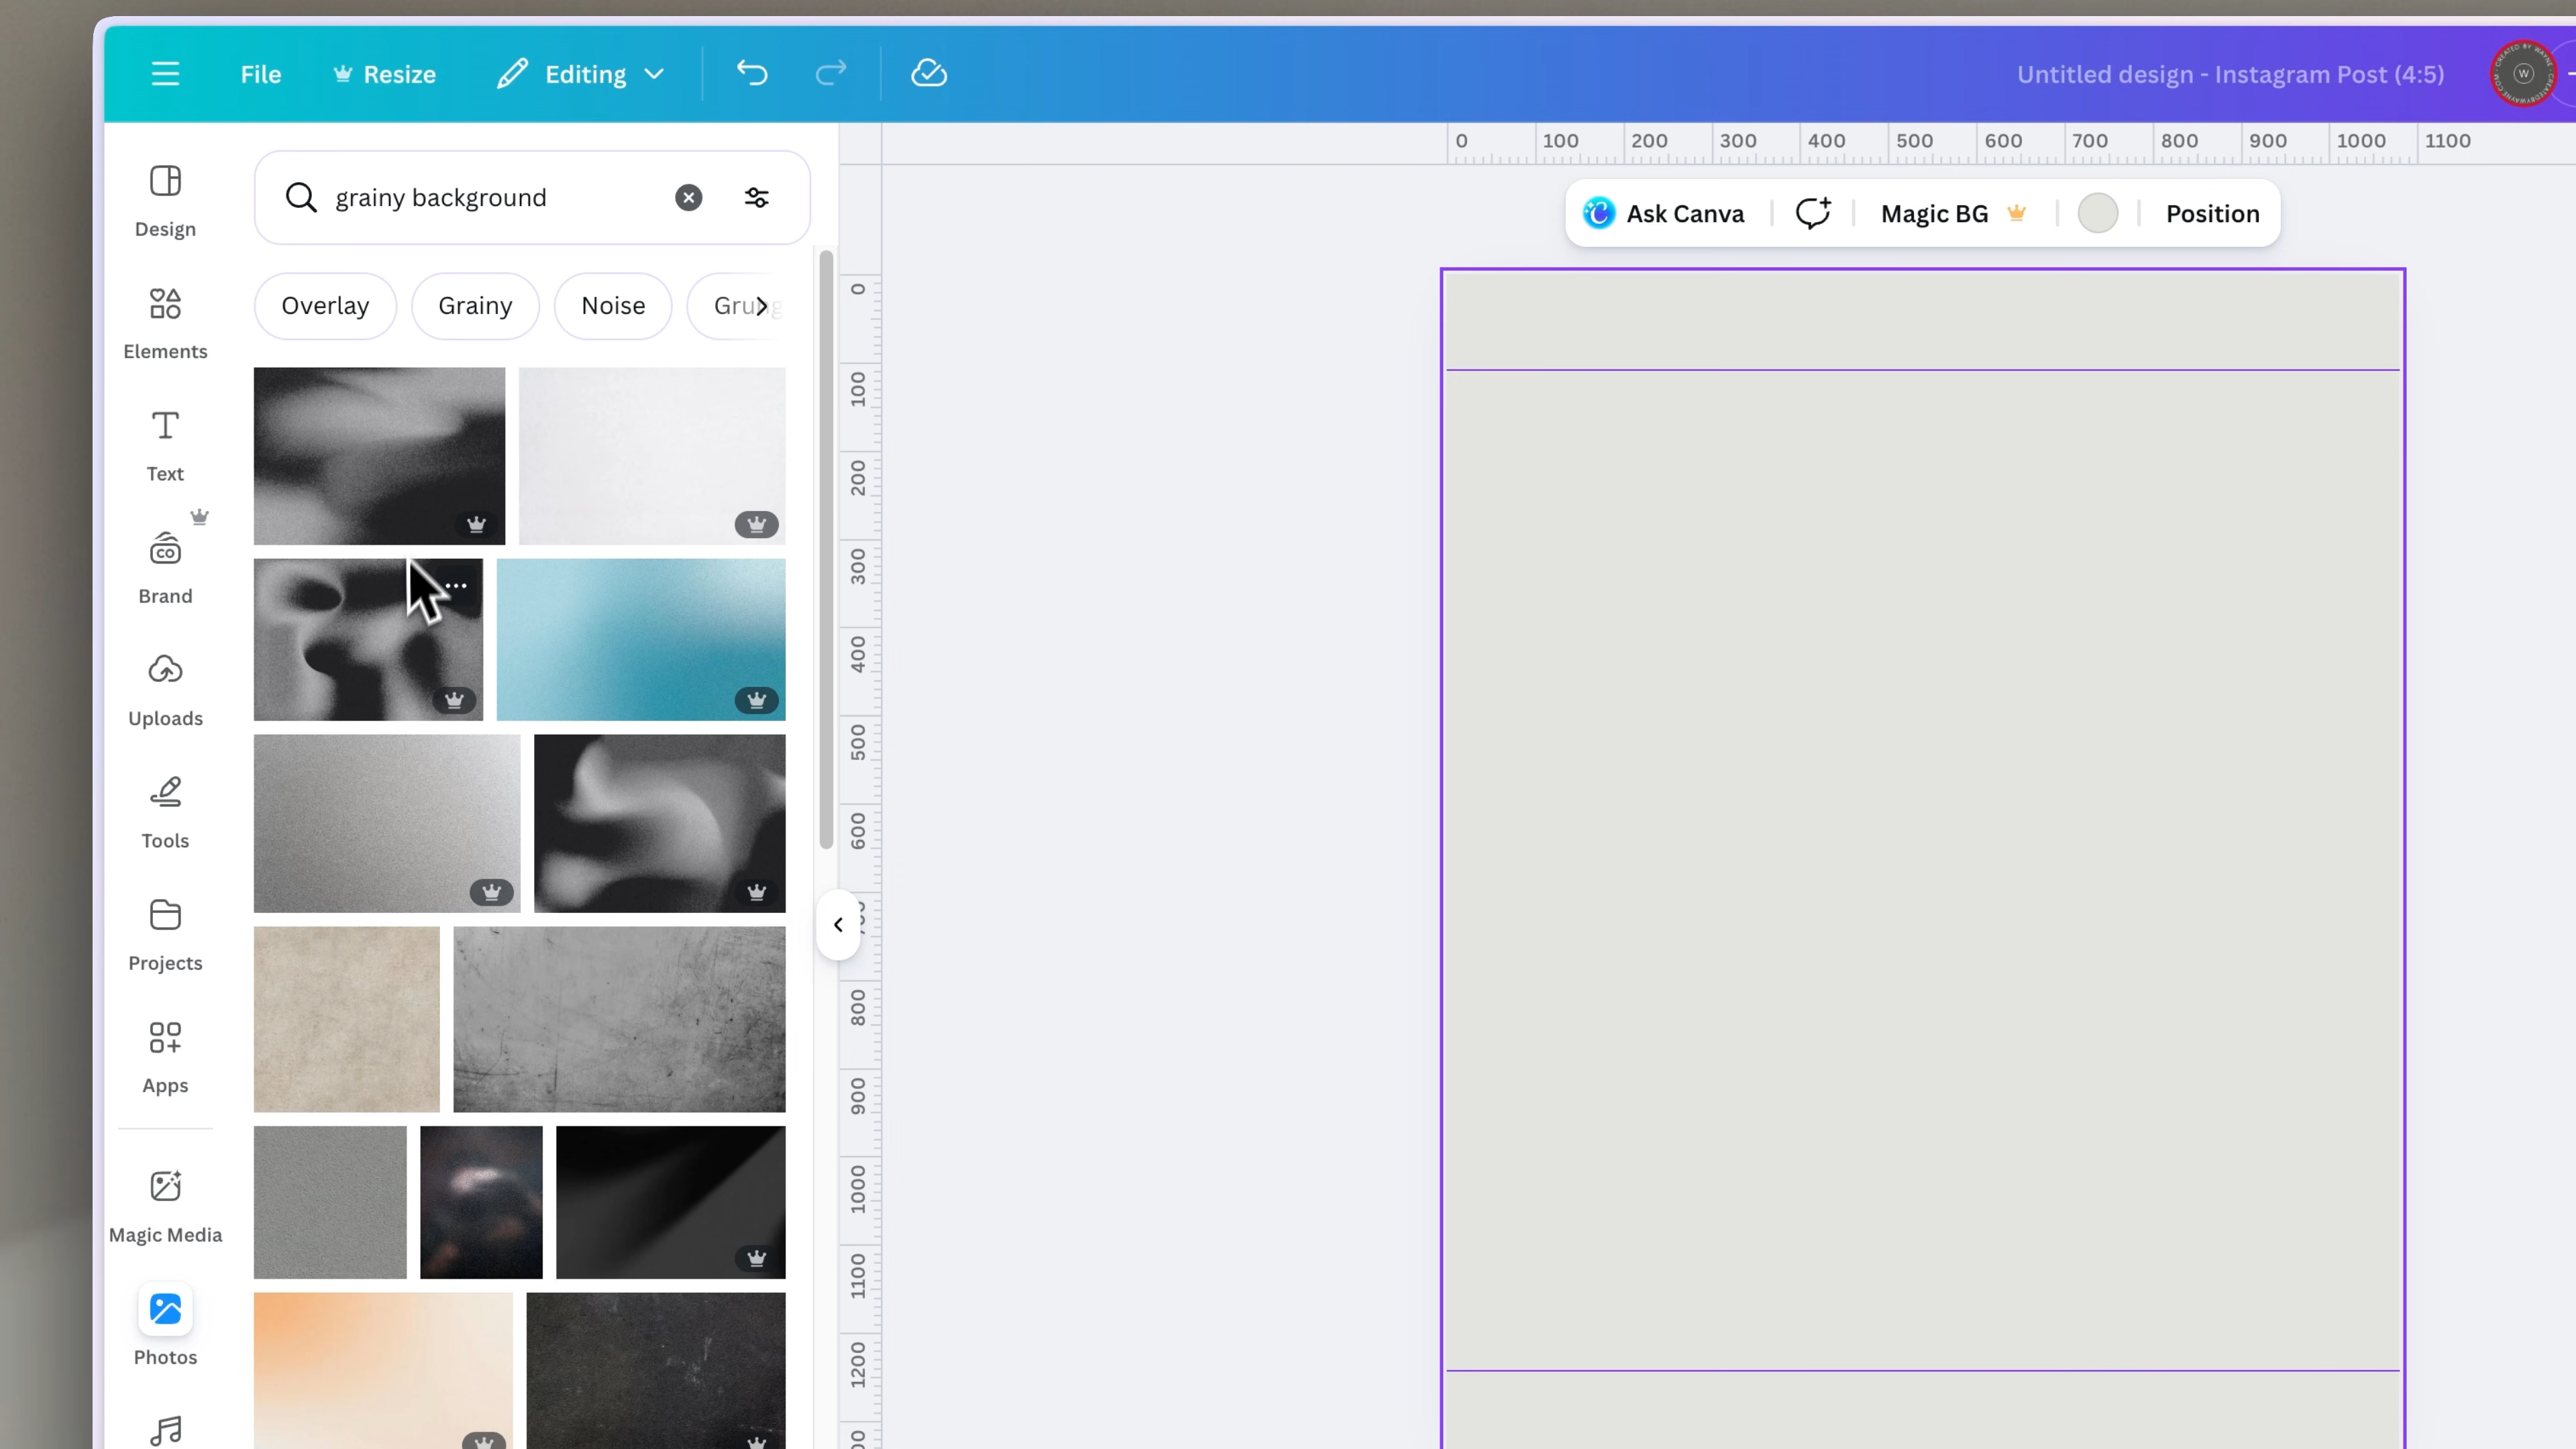 File Resize Editing
Untitled design - Instagram Post (4:5)
W
Design
Elements
Text
CO
Brand
Uploads
Tools
Projects
Apps
Magic Media
Photos
grainy background
Overlay Grainy Noise Grung
0 100 200 300 400 500 600 700 800 900 1000 1100
Ask Canva Magic BG Position
0
100
200
300
400
500
600
800
900
1000
1100
1200